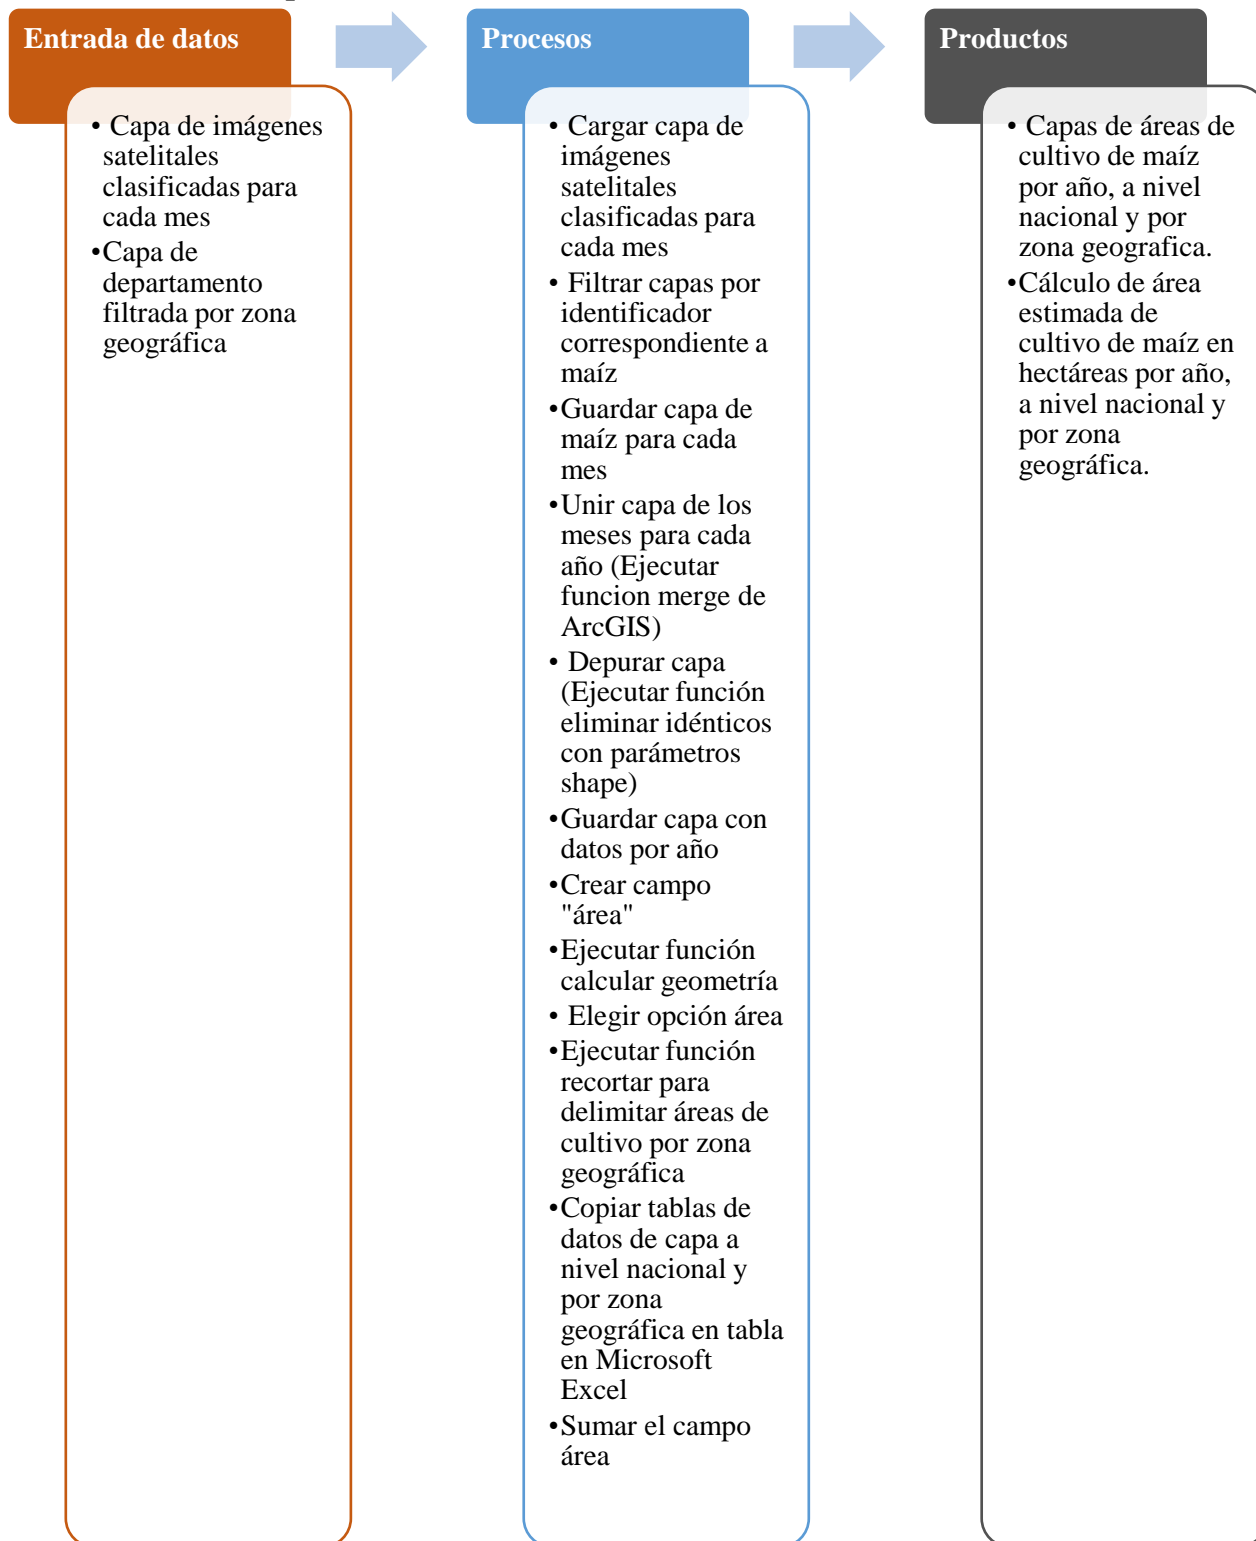 Entrada de datos
• Capa de imágenes
satelitales
clasificadas para
cada mes
•Capa de
departamento
filtrada por zona
geográfica
Procesos
• Cargar capa de
imágenes
satelitales
clasificadas para
cada mes
• Filtrar capas por
identificador
correspondiente a
maíz
•Guardar capa de
maíz para cada
mes
•Unir capa de los
meses para cada
año (Ejecutar
funcion merge de
ArcGIS)
• Depurar capa
(Ejecutar función
eliminar idénticos
con parámetros
shape)
•Guardar capa con
datos por año
•Crear campo
"área"
•Ejecutar función
calcular geometría
• Elegir opción área
•Ejecutar función
recortar para
delimitar áreas de
cultivo por zona
geográfica
•Copiar tablas de
datos de capa a
nivel nacional y
por zona
geográfica en tabla
en Microsoft
Excel
•Sumar el campo
área
Productos
• Capas de áreas de
cultivo de maíz
por año, a nivel
nacional y por
zona geografica.
•Cálculo de área
estimada de
cultivo de maíz en
hectáreas por año,
a nivel nacional y
por zona
geográfica.